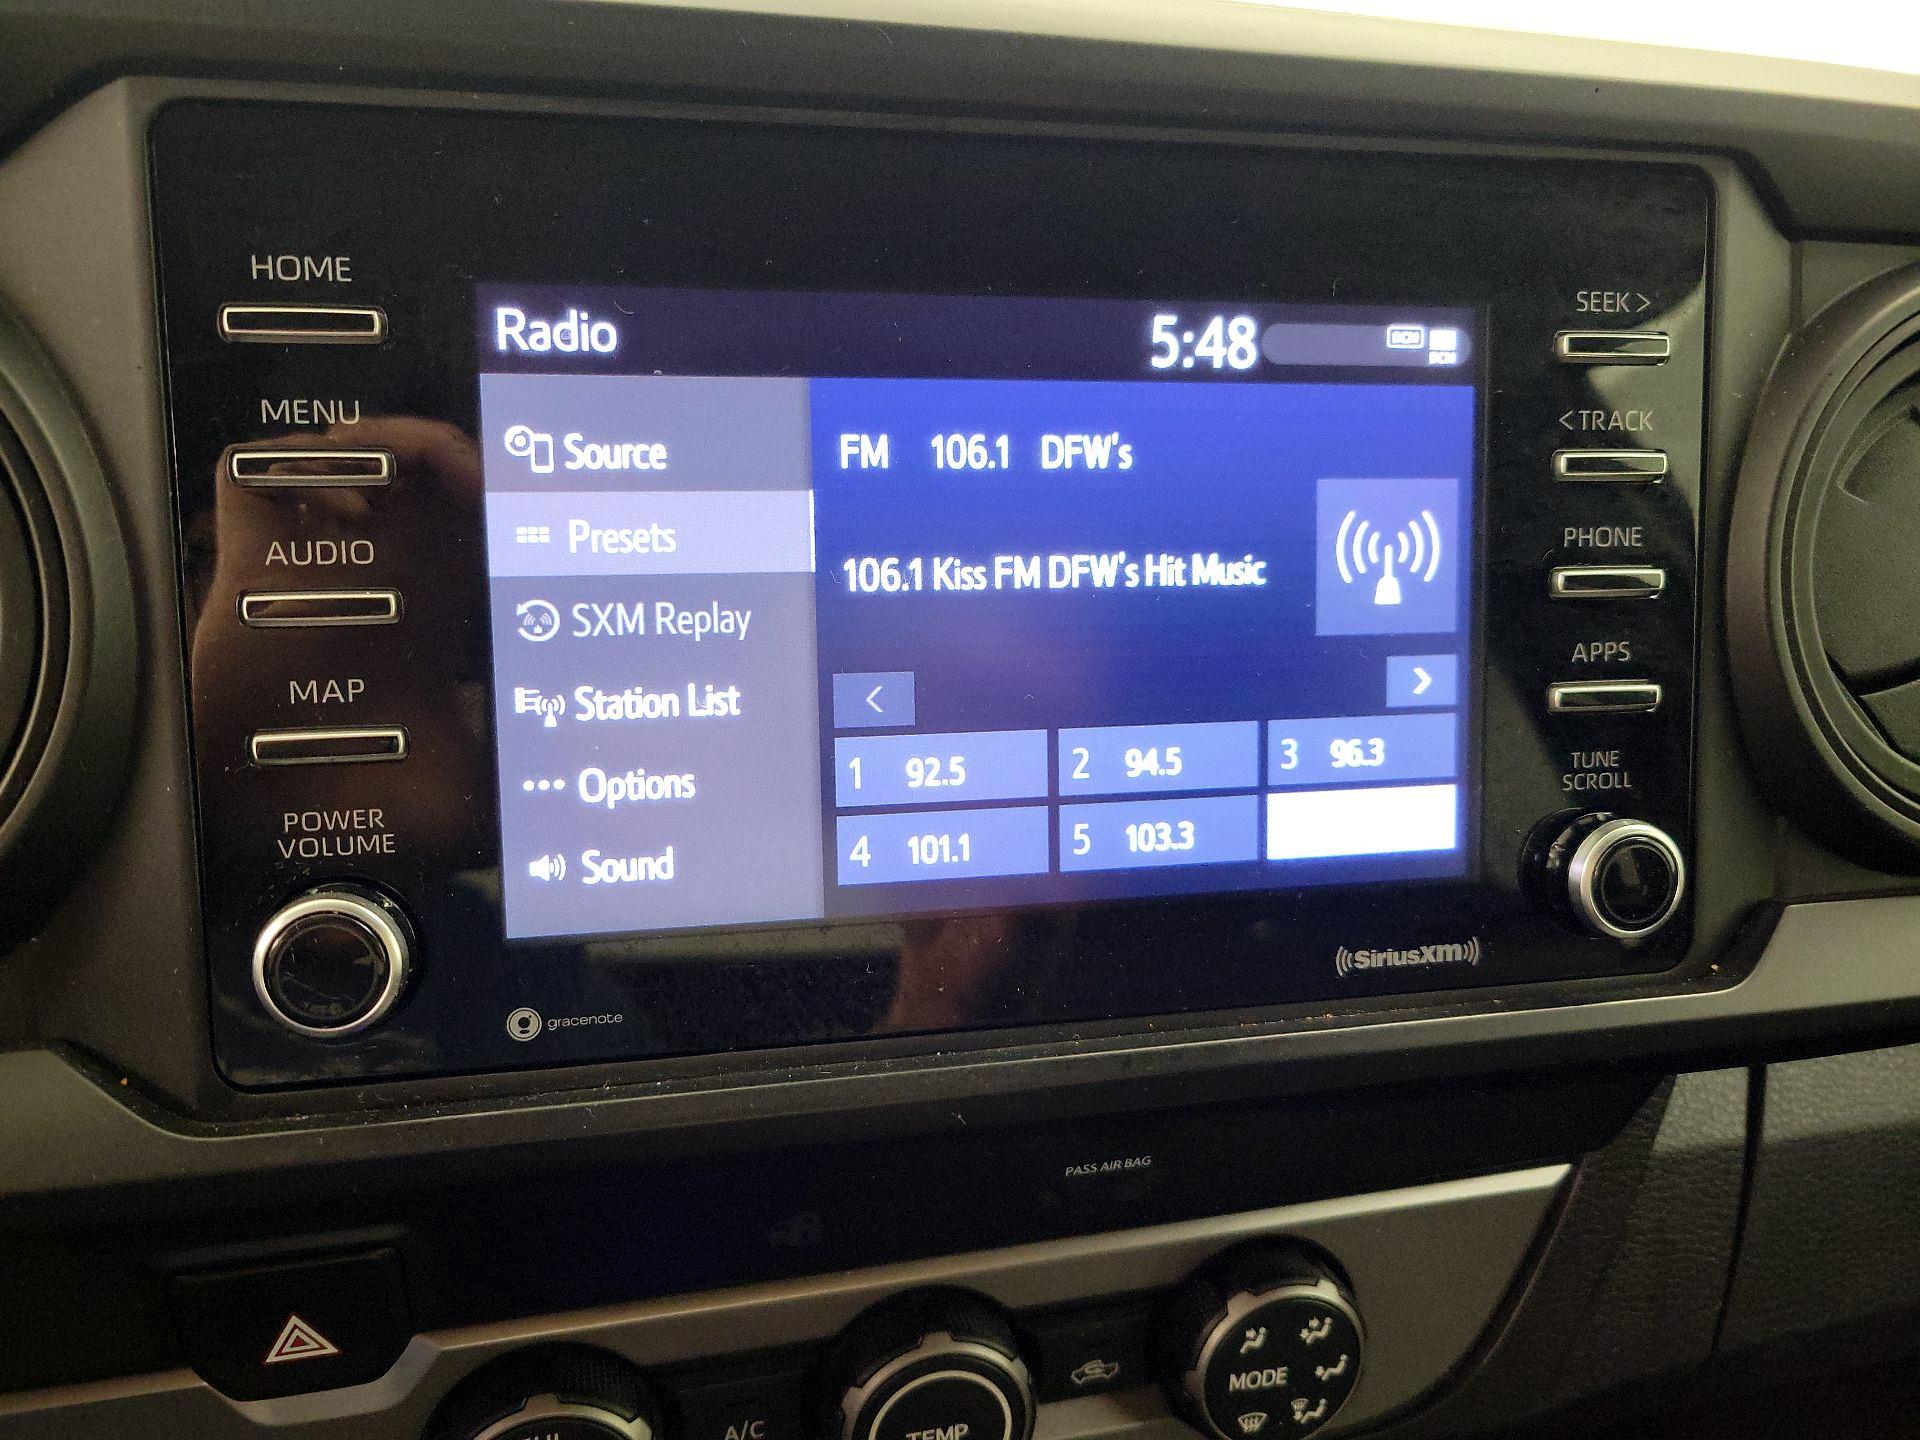 HOME
MENU
AUDIO
MAP
POWER
VOLUME
Radio
5:48
DCM
DCM
Source
Presets
SXM Replay
Station List
Options
Sound
FM 106.1 DFW's
106.1 Kiss FM DFW's Hit Music
<
>
1 92.5
2 94.5
3 96.3
4 101.1
5 103.3
SEEK >
< TRACK
PHONE
APPS
TUNE
SCROLL
gracenote
((SiriusXM))
PASS AIR BAG
A/C
TEMP
MODE